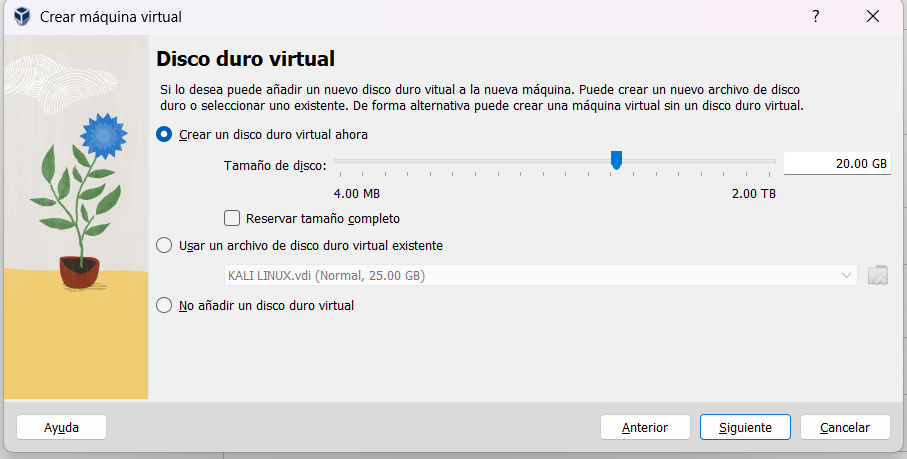 Crear máquina virtual
?
Disco duro virtual
Si lo desea puede añadir un nuevo disco duro vitual a la nueva máquina. Puede crear un nuevo archivo de disco
duro o seleccionar uno existente. De forma alternativa puede crear una máquina virtual sin un disco duro virtual.
Crear un disco duro virtual ahora
Tamaño de disco:
20.00 GB
4.00 MB
2.00 TB
Reservar tamaño completo
Usar un archivo de disco duro virtual existente
KALI LINUX.vdi (Normal, 25.00 GB)
No añadir un disco duro virtual
Ayuda
Anterior
Siguiente
Cancelar